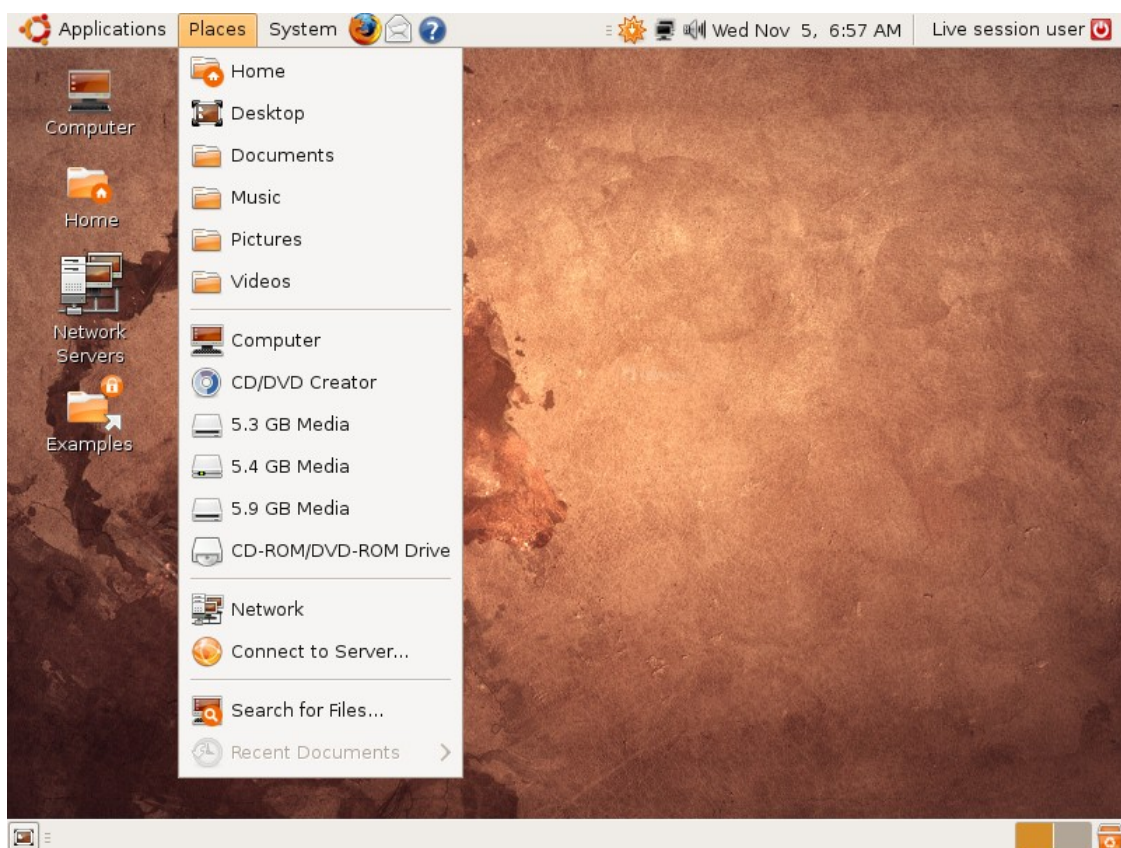 Applications Places System Wed Nov 5, 6:57 AM Live session user
Computer
Home
Network
Servers
Examples
Home
Desktop
Documents
Music
Pictures
Videos
Computer
CD/DVD Creator
5.3 GB Media
5.4 GB Media
5.9 GB Media
CD-ROM/DVD-ROM Drive
Network
Connect to Server...
Search for Files...
Recent Documents